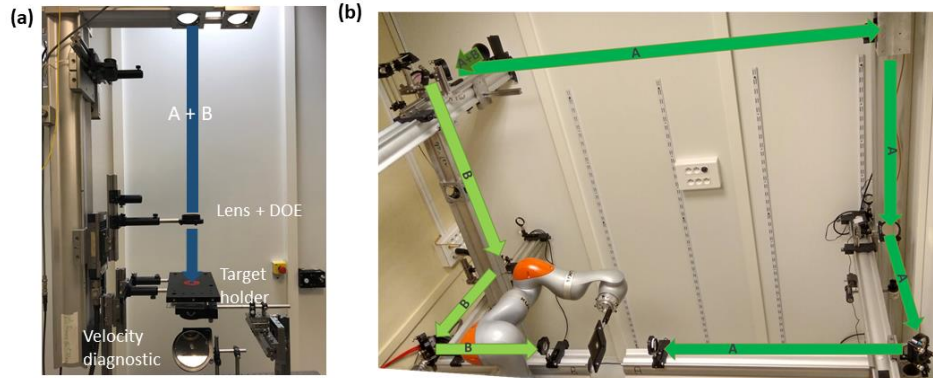 (a)
A + B
Lens + DOE
Target
holder
Velocity
diagnostic
(b)
A+B
A
A
B
A
B
B
A